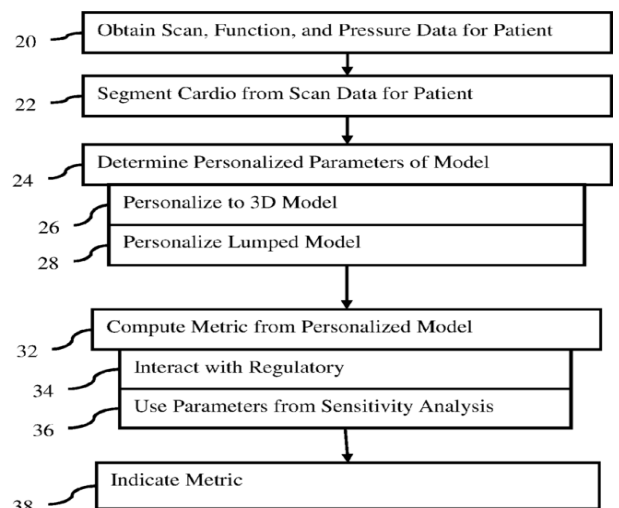 Obtain Scan, Function, and Pressure Data for Patient
20
Segment Cardio from Scan Data for Patient
22
Determine Personalized Parameters of Model
24
Personalize to 3D Model
26
Personalize Lumped Model
28
Compute Metric from Personalized Model
32
Interact with Regulatory
34
Use Parameters from Sensitivity Analysis
36
Indicate Metric
38